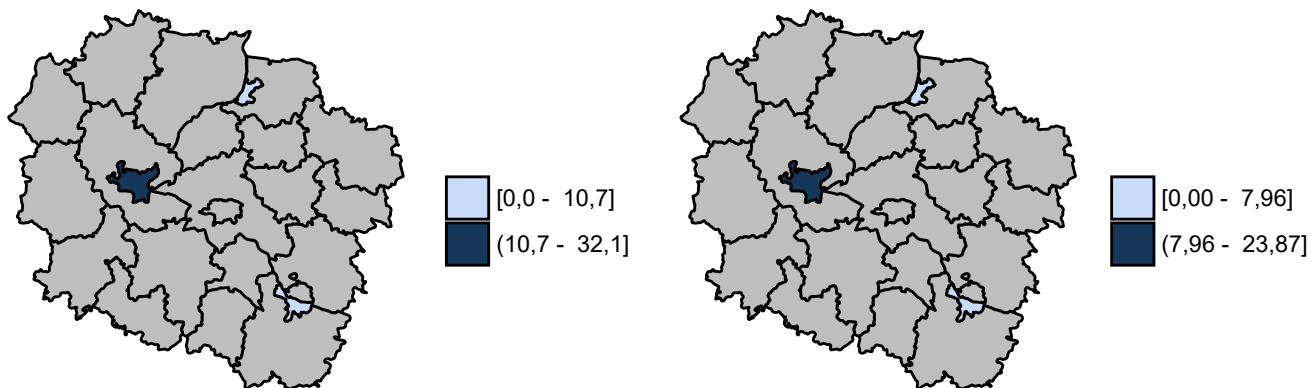 [0,0 - 10,7]
(10,7 - 32,1]
[0,00 - 7,96]
(7,96 - 23,87]